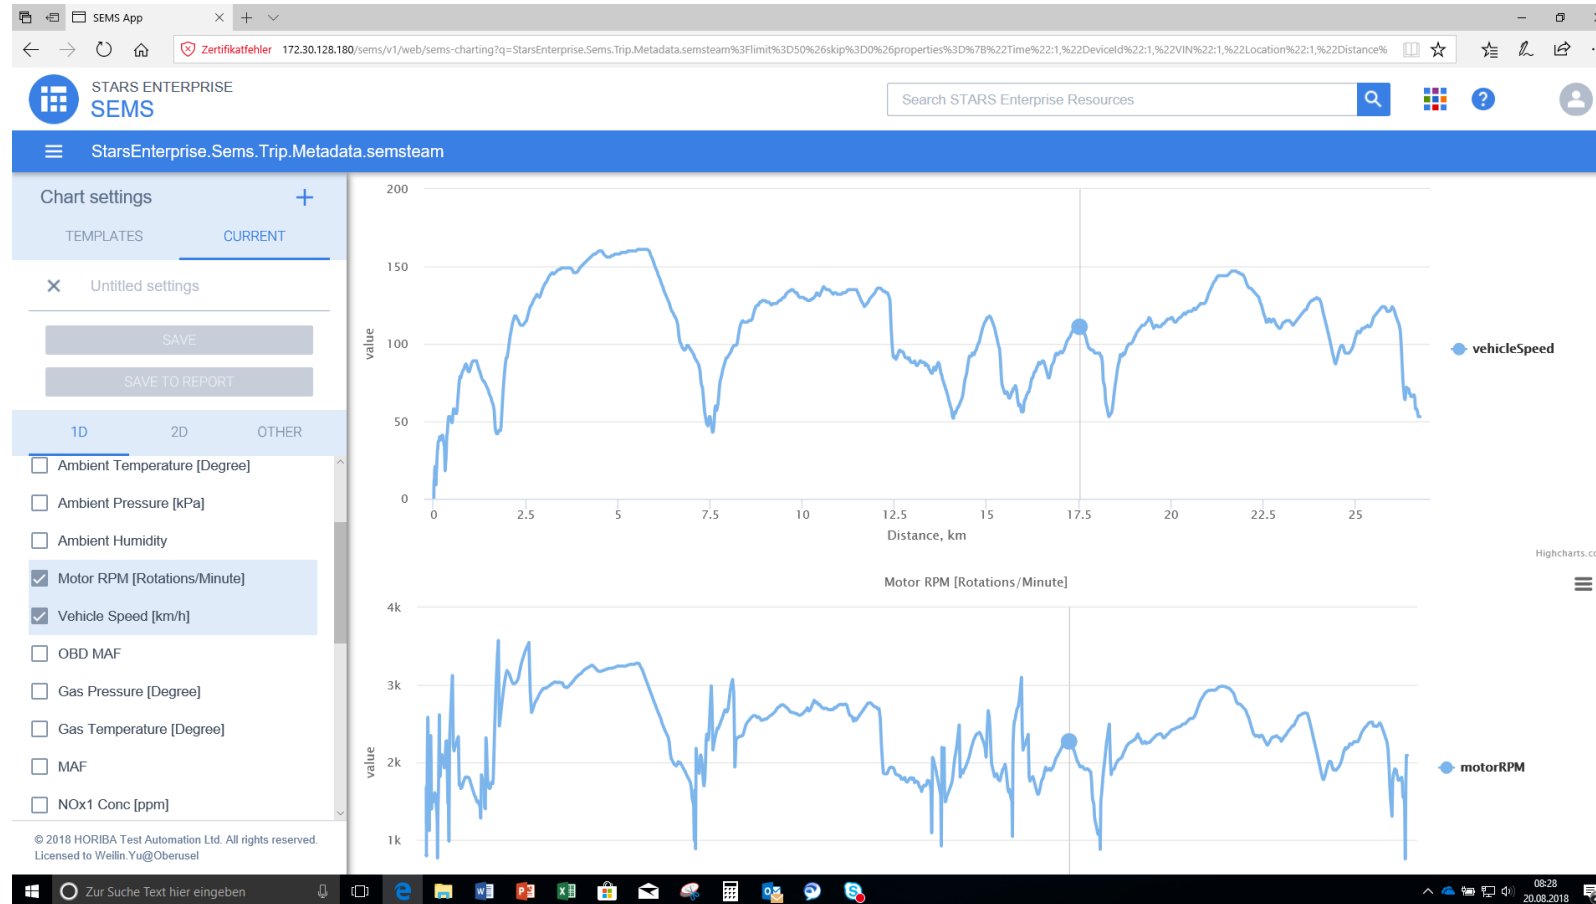 SEMS App
Zertifikatfehler 172.30.128.180/sems/v1/web/sems-charting?q=StarsEnterprise.Sems.Trip.Metadata.semsteam%3Flimit%3D50%26skip%3D0%26properties%3D%7B%22Time%22:1,%22DeviceId%22:1,%22VIN%22:1,%22Location%22:1,%22Distance%
STARS ENTERPRISE
SEMS
Search STARS Enterprise Resources
?
StarsEnterprise.Sems.Trip.Metadata.semsteam
Chart settings
TEMPLATES CURRENT
Untitled settings
SAVE
SAVE TO REPORT
1D 2D OTHER
Ambient Temperature [Degree]
Ambient Pressure [kPa]
Ambient Humidity
Motor RPM [Rotations/Minute]
Vehicle Speed [km/h]
OBD MAF
Gas Pressure [Degree]
Gas Temperature [Degree]
MAF
NOx1 Conc [ppm]
© 2018 HORIBA Test Automation Ltd. All rights reserved.
Licensed to Weilin.Yu@Oberusel
200
150
100
50
0
value
0 2.5 5 7.5 10 12.5 15 17.5 20 22.5 25
Distance, km
vehicleSpeed
Highcharts.co
Motor RPM [Rotations/Minute]
4k
3k
2k
1k
value
motorRPM
Zur Suche Text hier eingeben
08:28
20.08.2018